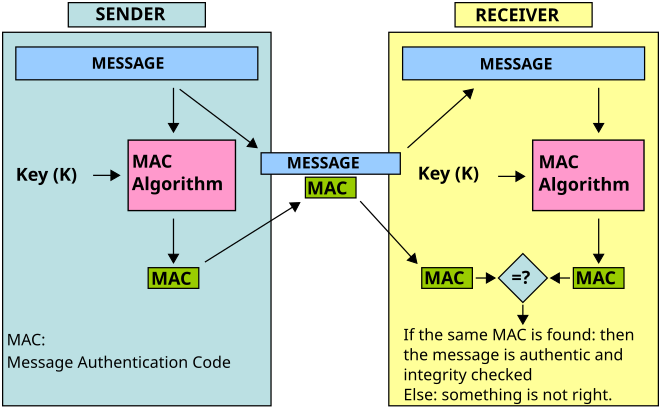 SENDER
MESSAGE
Key (K)
MAC
Algorithm
MAC
MAC:
Message Authentication Code
MESSAGE
MAC
RECEIVER
MESSAGE
Key (K)
MAC
Algorithm
MAC
=?
MAC
If the same MAC is found: then
the message is authentic and
integrity checked
Else: something is not right.